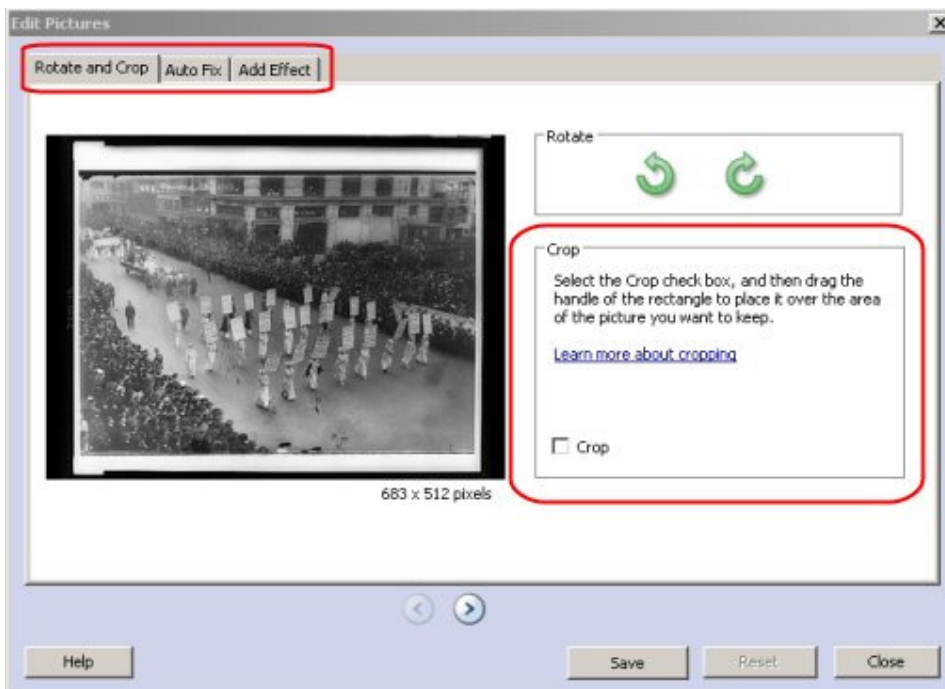 Edit Pictures
Rotate and Crop Auto Fix Add Effect
Rotate
Crop
Select the Crop check box, and then drag the
handle of the rectangle to place it over the area
of the picture you want to keep.
Learn more about cropping
Crop
683 x 512 pixels
Help Save Reset Close